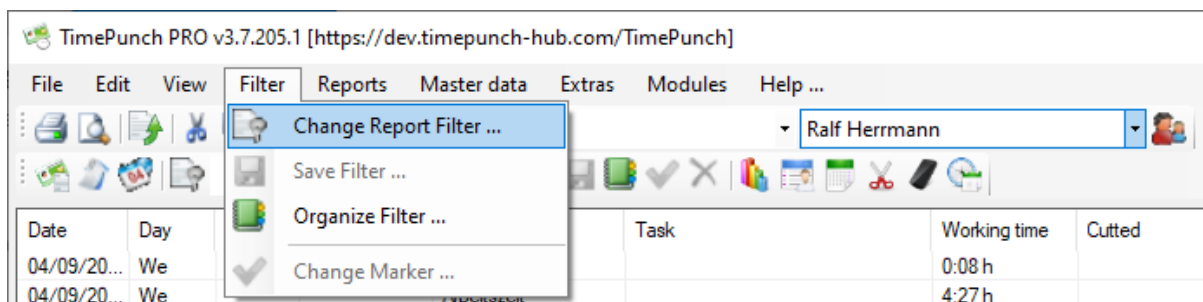 TimePunch PRO v3.7.205.1 [https://dev.timepunch-hub.com/TimePunch]
File Edit View Filter Reports Master data Extras Modules Help ...
Change Report Filter ... Ralf Herrmann
Save Filter ...
Organize Filter ...
Date Day Task Working time Cutted
04/09/20... We 0:08 h
Change Marker ...
04/09/20... We Arbeitszeit 4:27 h